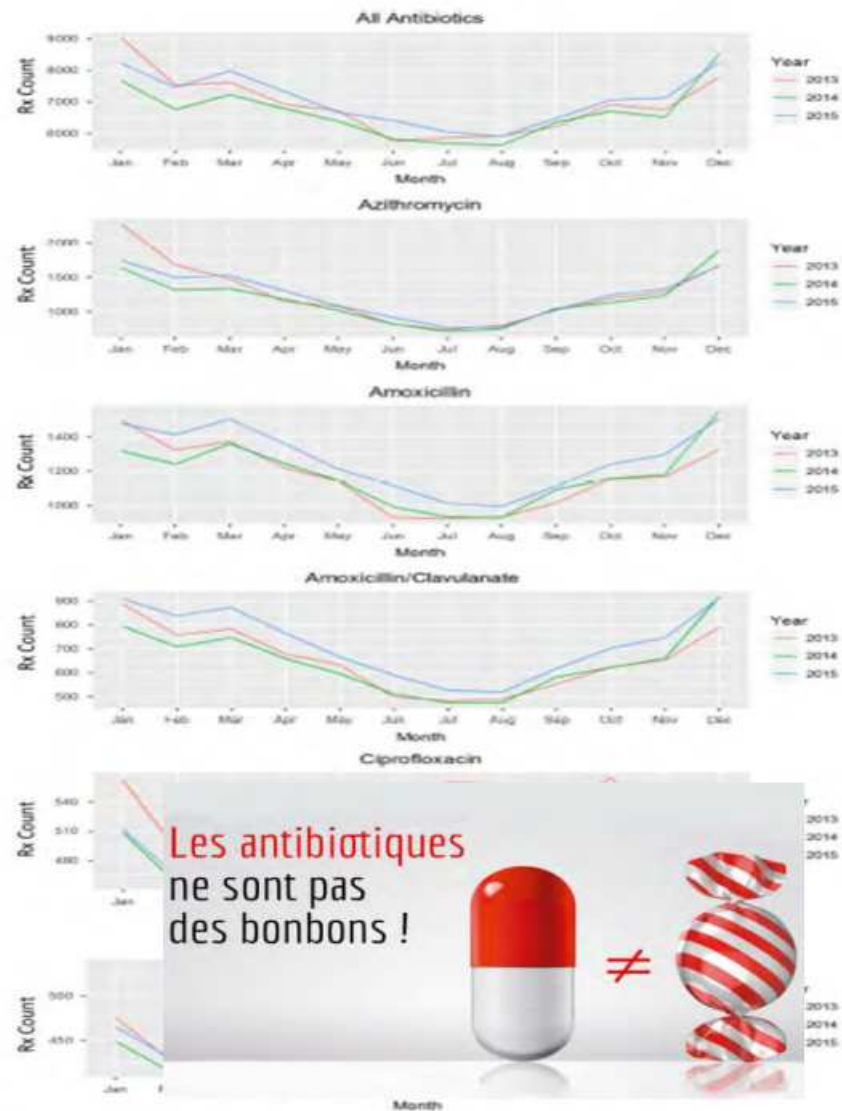 All Antibiotics
9000
8000
7000
6000
Rx Count
Jan Feb Mar Apr May Jun Jul Aug Sep Oct Nov Dec
Month
Year
2013
2014
2015
Azithromycin
2000
1500
1000
Rx Count
Jan Feb Mar Apr May Jun Jul Aug Sep Oct Nov Dec
Month
Year
2013
2014
2015
Amoxicillin
1400
1200
1000
Rx Count
Jan Feb Mar Apr May Jun Jul Aug Sep Oct Nov Dec
Month
Year
2013
2014
2015
Amoxicillin/Clavulanate
900
800
700
600
500
Rx Count
Jan Feb Mar Apr May Jun Jul Aug Sep Oct Nov Dec
Month
Year
2013
2014
2015
Ciprofloxacin
540
510
480
Rx Count
Jan
2013
2014
2015
Les antibiotiques
ne sont pas
des bonbons !
≠
500
450
Rx Count
Jan
Month
2013
2014
2015